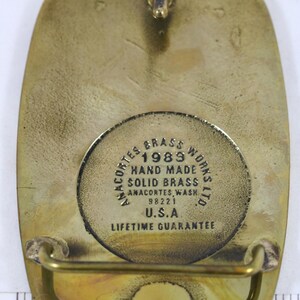 ANACORTES BRASS WORKS LTD.
1983
HAND MADE
SOLID BRASS
ANACORTES, WASH.
98221
U.S.A
LIFETIME GUARANTEE